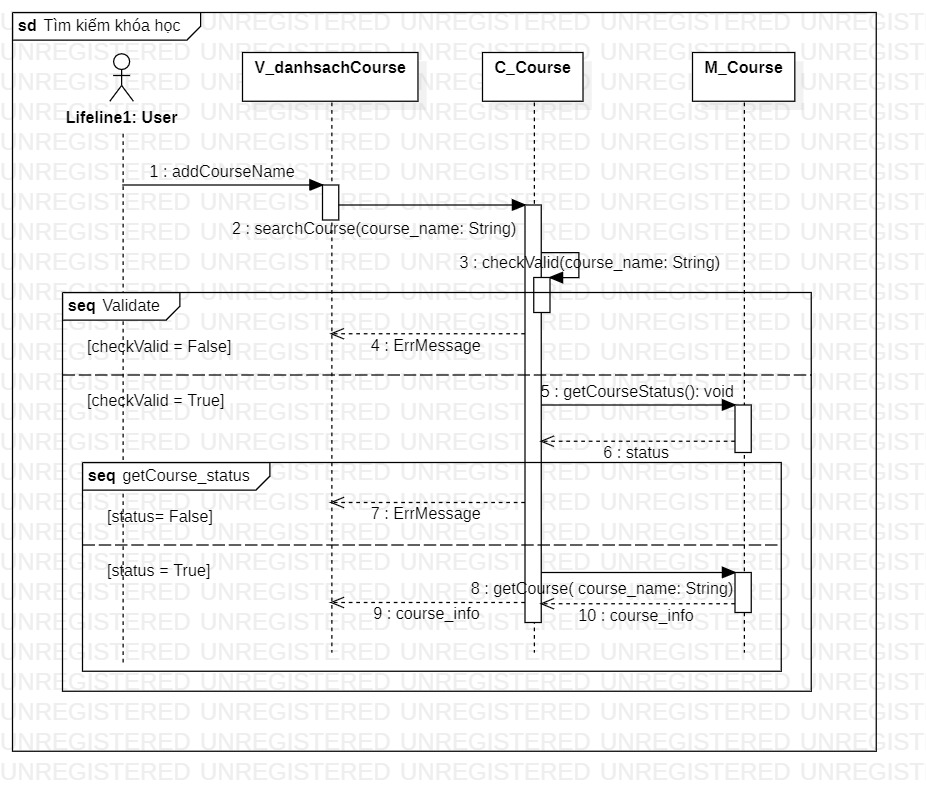 sd Tìm kiếm khóa học
V_danhsachCourse
C_Course
M_Course
Lifeline1: User
1 : addCourseName
2 : searchCourse(course_name: String)
3 : checkValid(course_name: String)
seq Validate
[checkValid = False]
4 : ErrMessage
[checkValid = True]
5 : getCourseStatus(): void
6 : status
seq getCourse_status
[status= False]
7 : ErrMessage
[status = True]
8 : getCourse( course_name: String)
9 : course_info
10 : course_info
UNREGISTERED